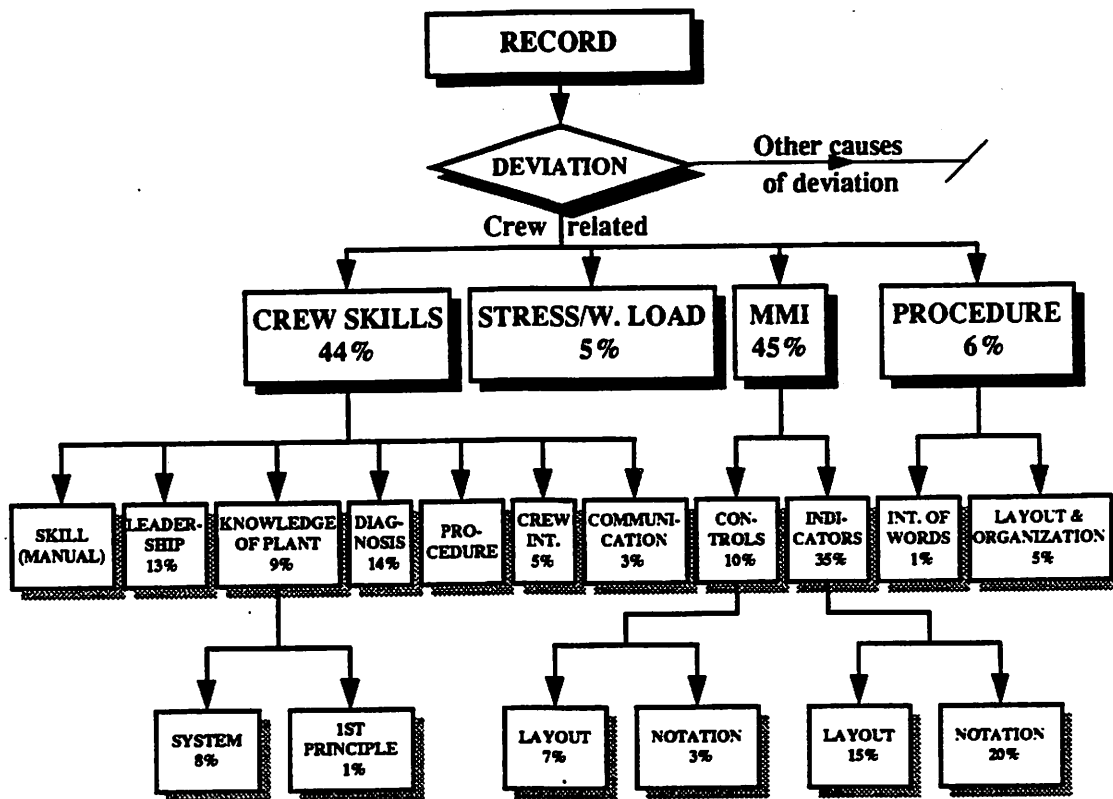 RECORD
DEVIATION
Other causes
of deviation
Crew related
CREW SKILLS
44%
STRESS/W. LOAD
5%
MMI
45%
PROCEDURE
6%
SKILL
(MANUAL)
LEADER-
SHIP
13%
KNOWLEDGE
OF PLANT
9%
DIAG-
NOSIS
14%
PRO-
CEDURE
CREW
INT.
5%
COMMUNI-
CATION
3%
CON-
TROLS
10%
INDI-
CATORS
35%
INT. OF
WORDS
1%
LAYOUT &
ORGANIZATION
5%
SYSTEM
8%
1ST
PRINCIPLE
1%
LAYOUT
7%
NOTATION
3%
LAYOUT
15%
NOTATION
20%